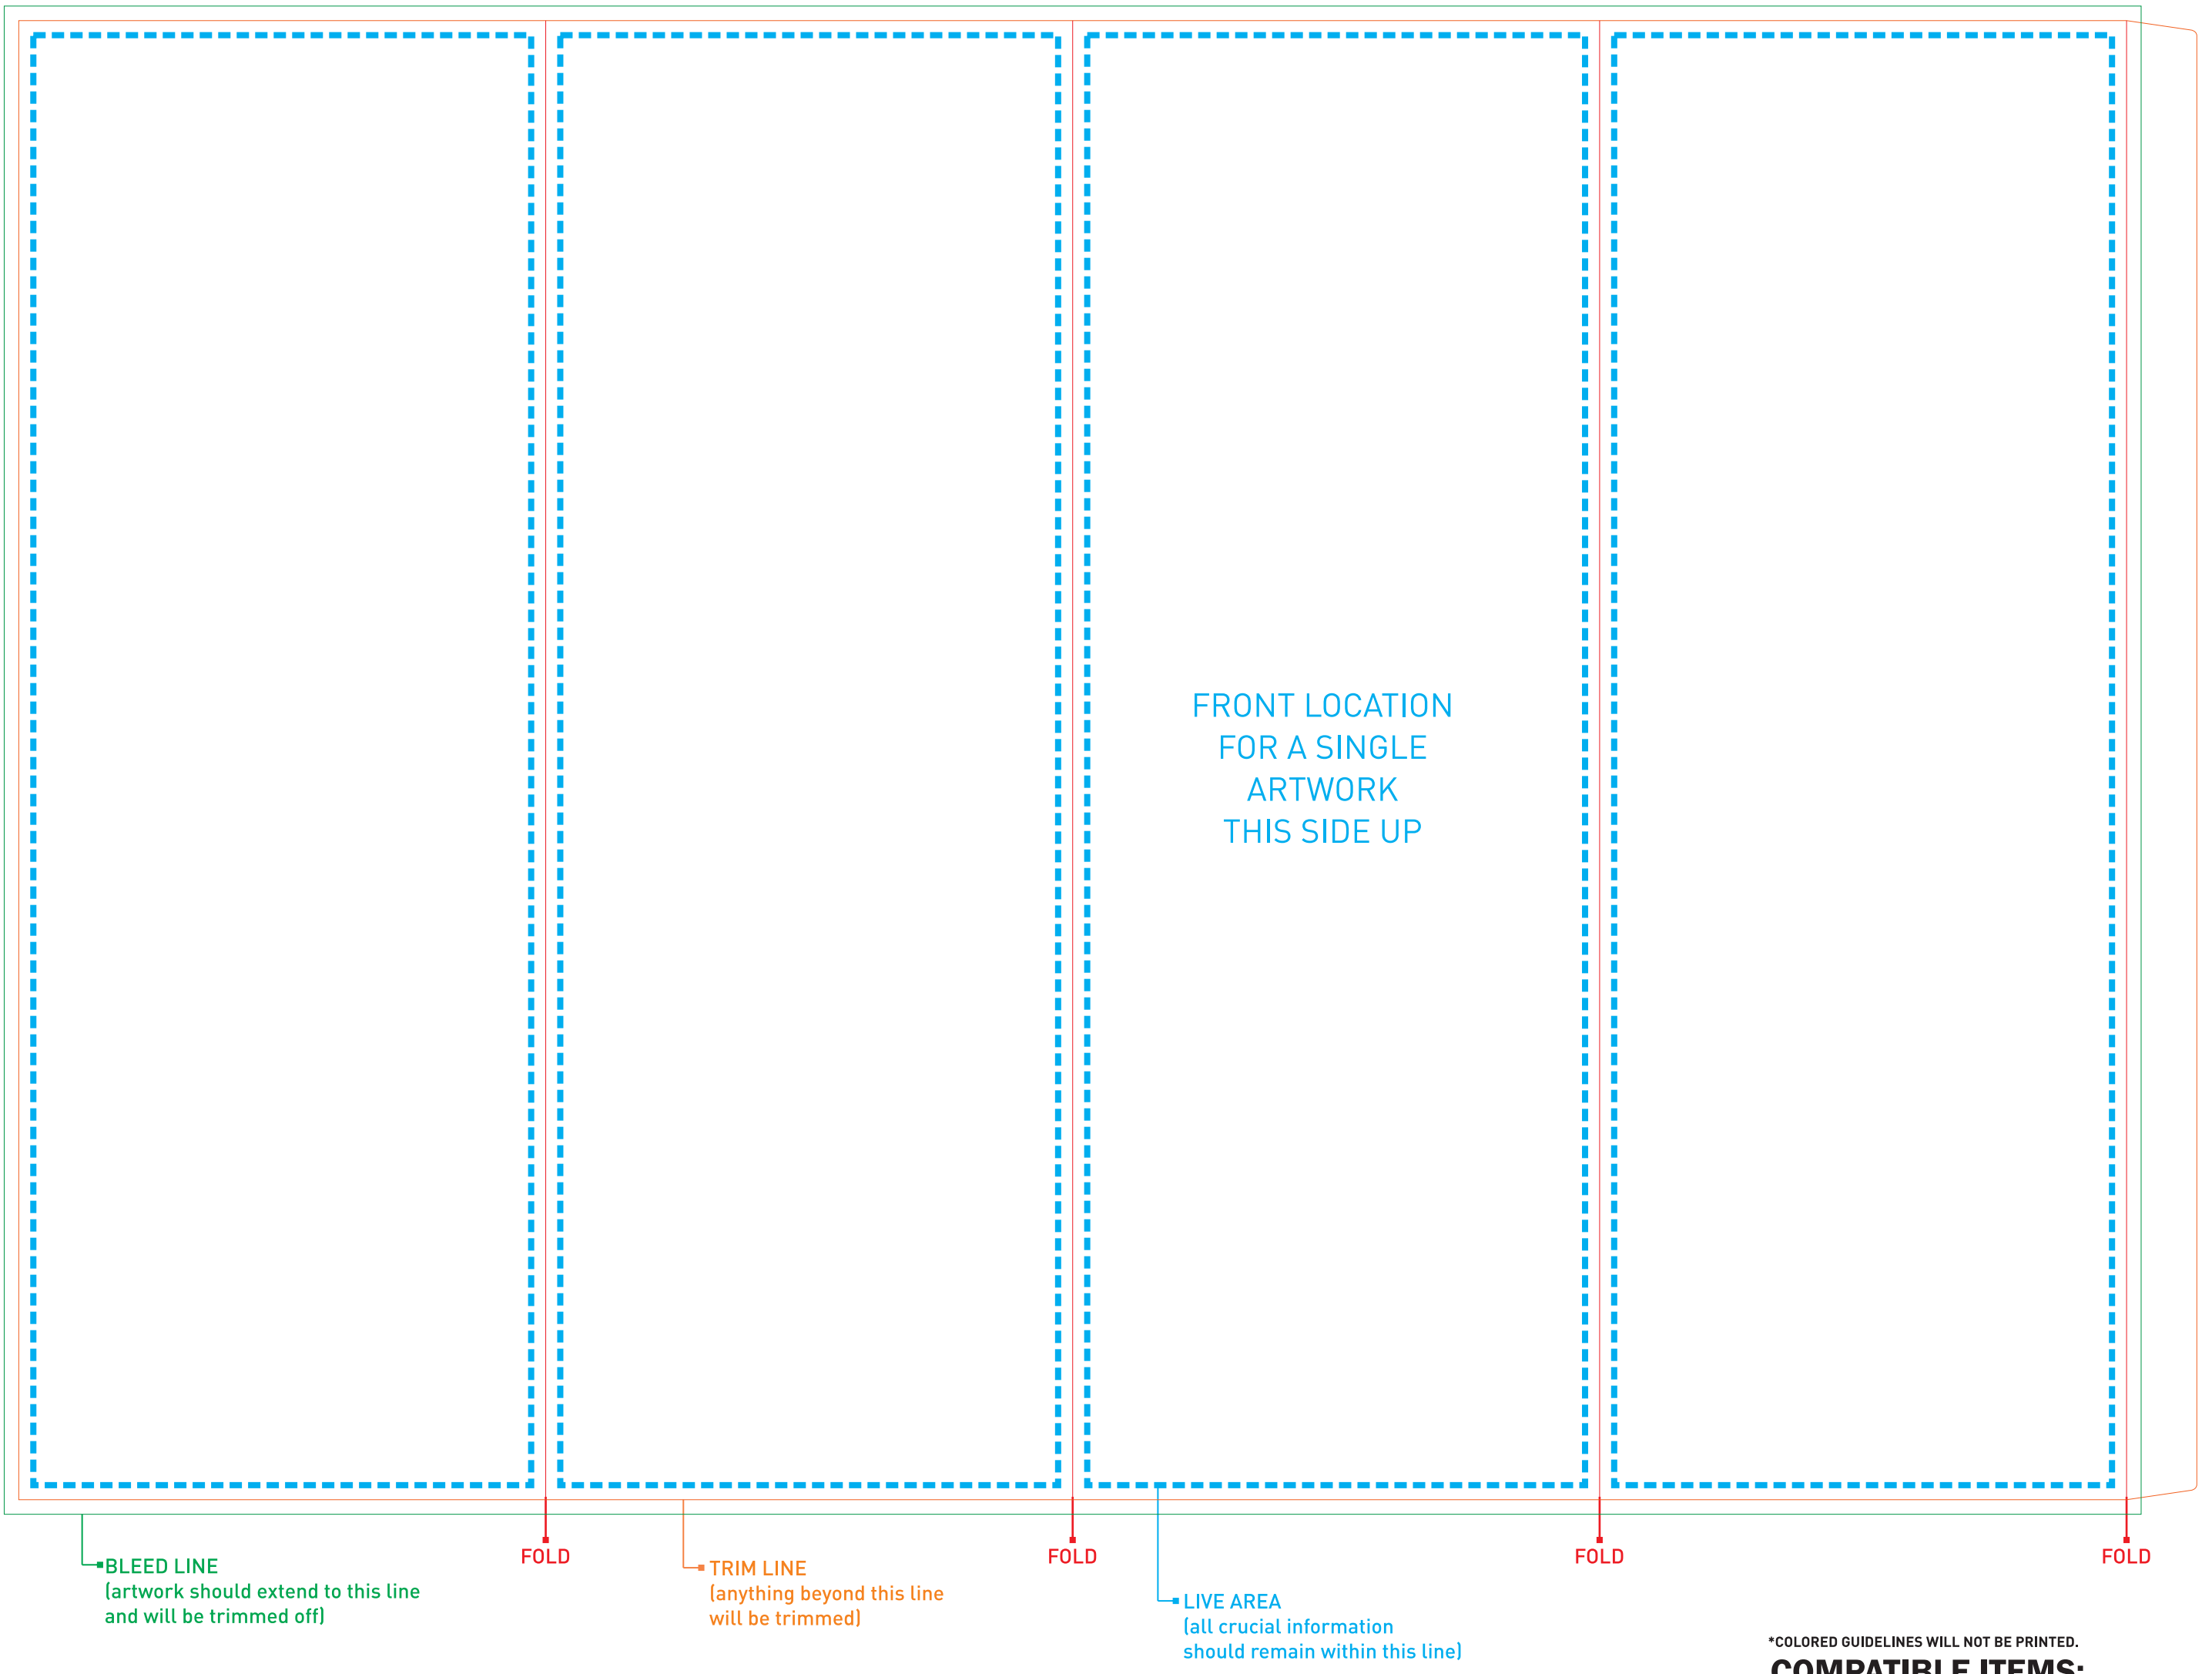 FRONT LOCATION
FOR A SINGLE
ARTWORK
THIS SIDE UP
FOLD
FOLD
FOLD
FOLD
BLEED LINE
(artwork should extend to this line
and will be trimmed off)
TRIM LINE
(anything beyond this line
will be trimmed)
LIVE AREA
(all crucial information
should remain within this line)
*COLORED GUIDELINES WILL NOT BE PRINTED.
COMPATIBLE ITEMS: